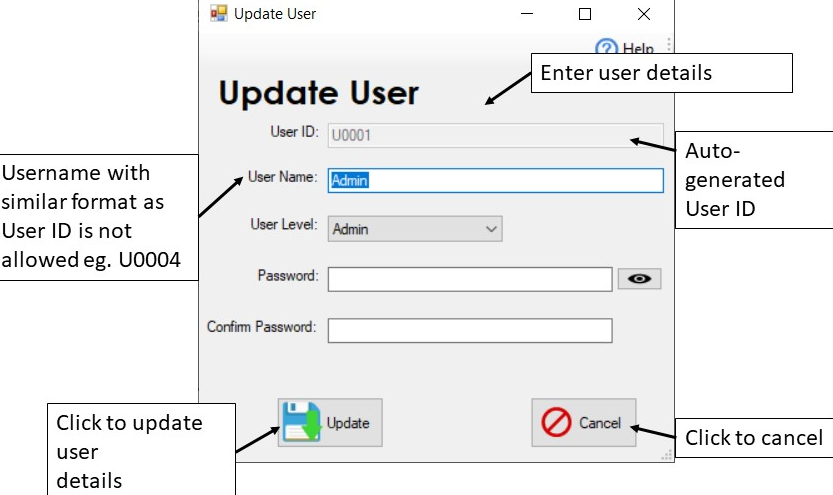 Update User
Help
Enter user details
Update User
User ID:
U0001
Auto-
generated
User ID
Username with
similar format as
User ID is not
allowed eg. U0004
User Name:
Admin
User Level:
Admin
Password:
Confirm Password:
Click to update
user
details
Update
Cancel
Click to cancel